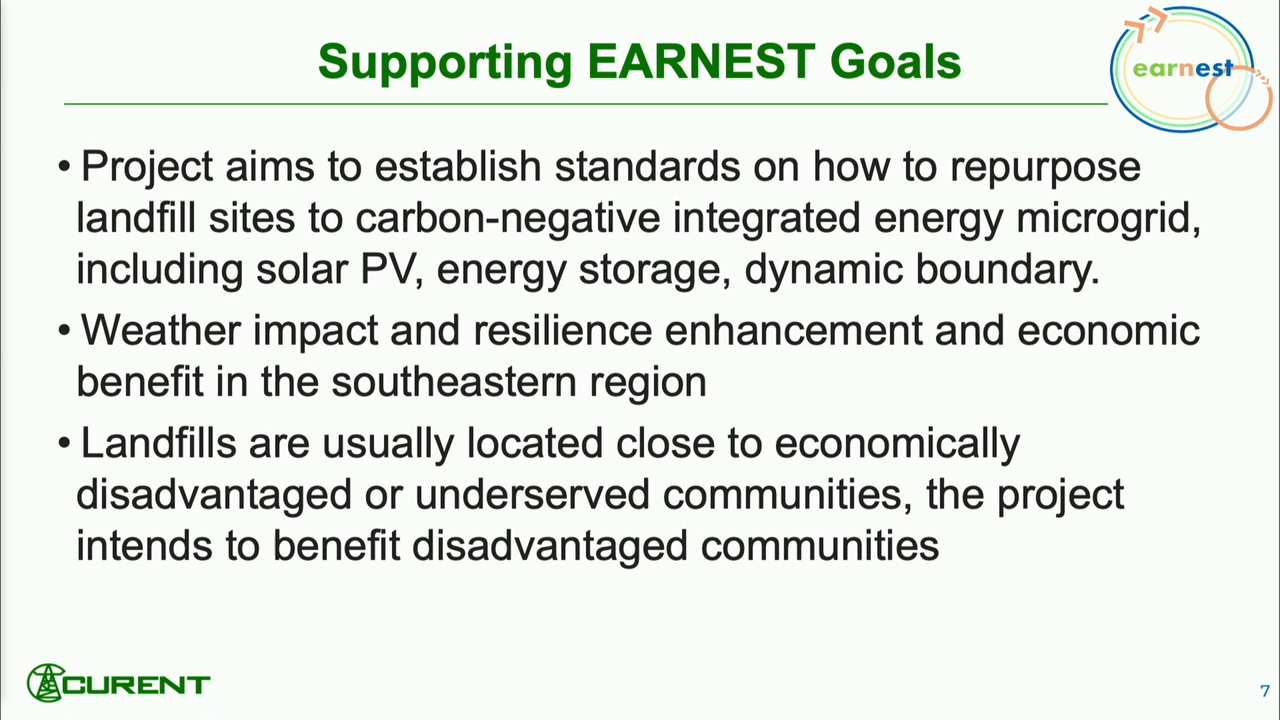 Supporting EARNEST Goals
earnest
• Project aims to establish standards on how to repurpose
landfill sites to carbon-negative integrated energy microgrid,
including solar PV, energy storage, dynamic boundary.
• Weather impact and resilience enhancement and economic
benefit in the southeastern region
• Landfills are usually located close to economically
disadvantaged or underserved communities, the project
intends to benefit disadvantaged communities
CURENT
7